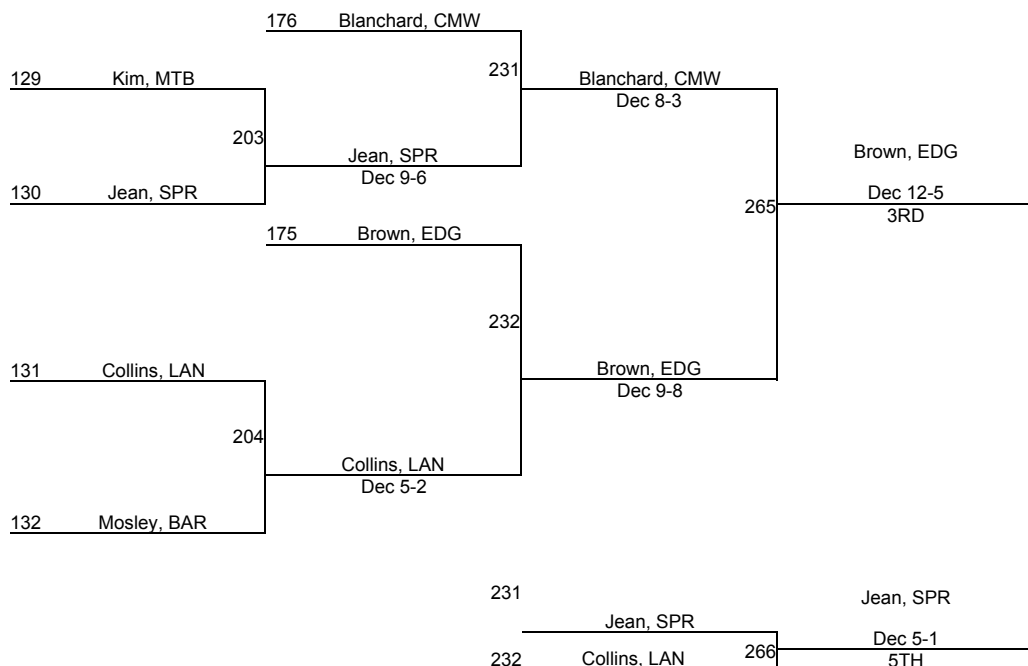 176 Blanchard, CMW
231
129 Kim, MTB
Blanchard, CMW
Dec 8-3
203
Jean, SPR
Dec 9-6
Brown, EDG
130 Jean, SPR
265
Dec 12-5
3RD
175 Brown, EDG
232
131 Collins, LAN
Brown, EDG
Dec 9-8
204
Collins, LAN
Dec 5-2
132 Mosley, BAR
231
Jean, SPR
Jean, SPR
Dec 5-1
232 Collins, LAN
266
5TH